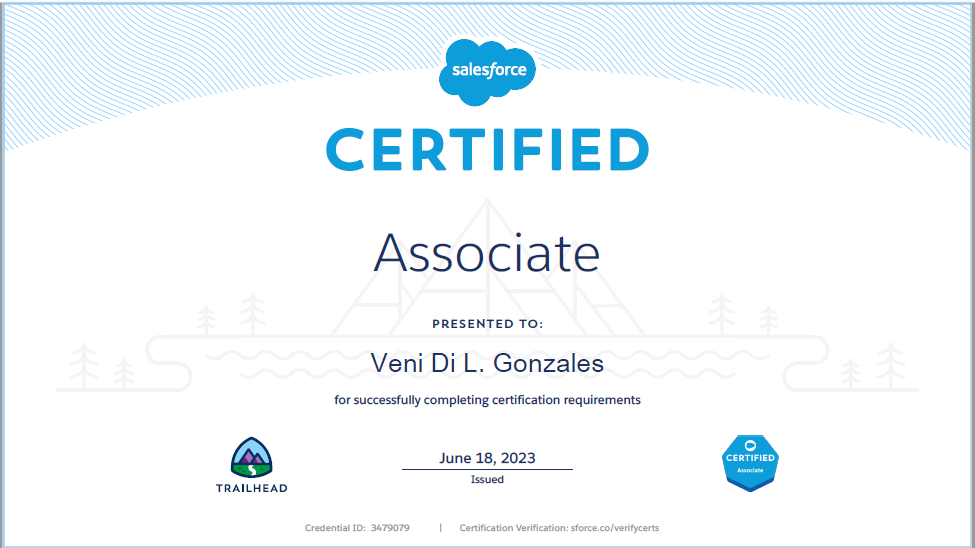 salesforce
CERTIFIED
Associate
PRESENTED TO:
Veni Di L. Gonzales
for successfully completing certification requirements
June 18, 2023
Issued
TRAILHEAD
CERTIFIED
Associate
Credential ID: 3479079 | Certification Verification: sforce.co/verifycerts